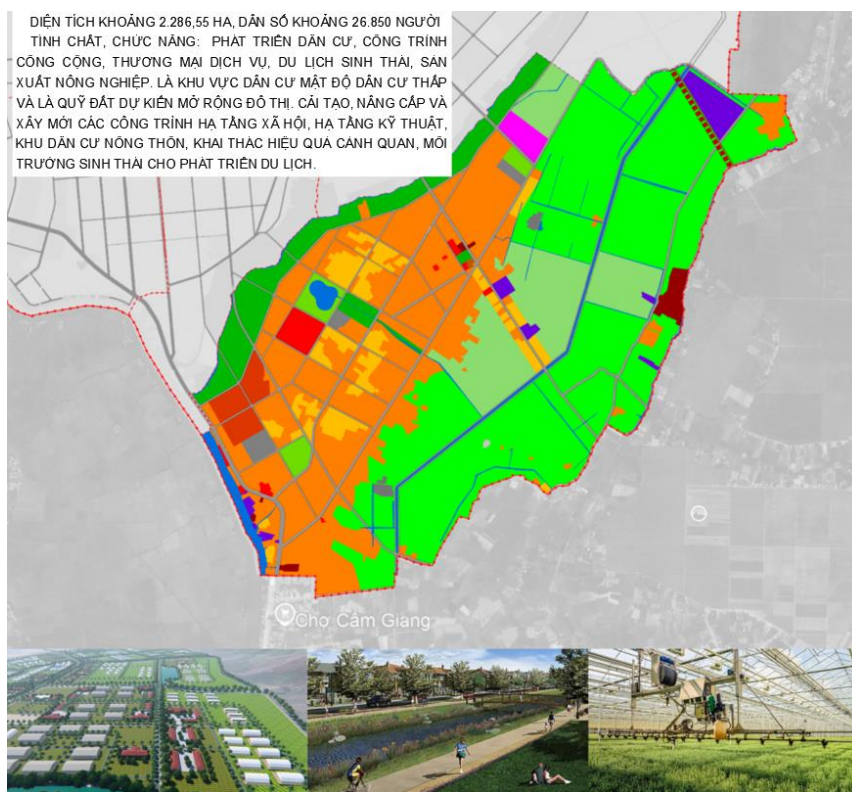 DIỆN TÍCH KHOẢNG 2.286,55 HA, DÂN SỐ KHOẢNG 26.850 NGƯỜI
TÍNH CHẤT, CHỨC NĂNG: PHÁT TRIỂN DÂN CƯ, CÔNG TRÌNH
CÔNG CỘNG, THƯƠNG MẠI DỊCH VỤ, DU LỊCH SINH THÁI, SẢN
XUẤT NÔNG NGHIỆP. LÀ KHU VỰC DÂN CƯ MẬT ĐỘ DÂN CƯ THẤP
VÀ LÀ QUỸ ĐẤT DỰ KIẾN MỞ RỘNG ĐÔ THỊ. CẢI TẠO, NÂNG CẤP VÀ
XÂY MỚI CÁC CÔNG TRÌNH HẠ TẦNG XÃ HỘI, HẠ TẦNG KỸ THUẬT,
KHU DÂN CƯ NÔNG THÔN, KHAI THÁC HIỆU QUẢ CẢNH QUAN, MÔI
TRƯỜNG SINH THÁI CHO PHÁT TRIỂN DU LỊCH.
Chợ Cẩm Giang